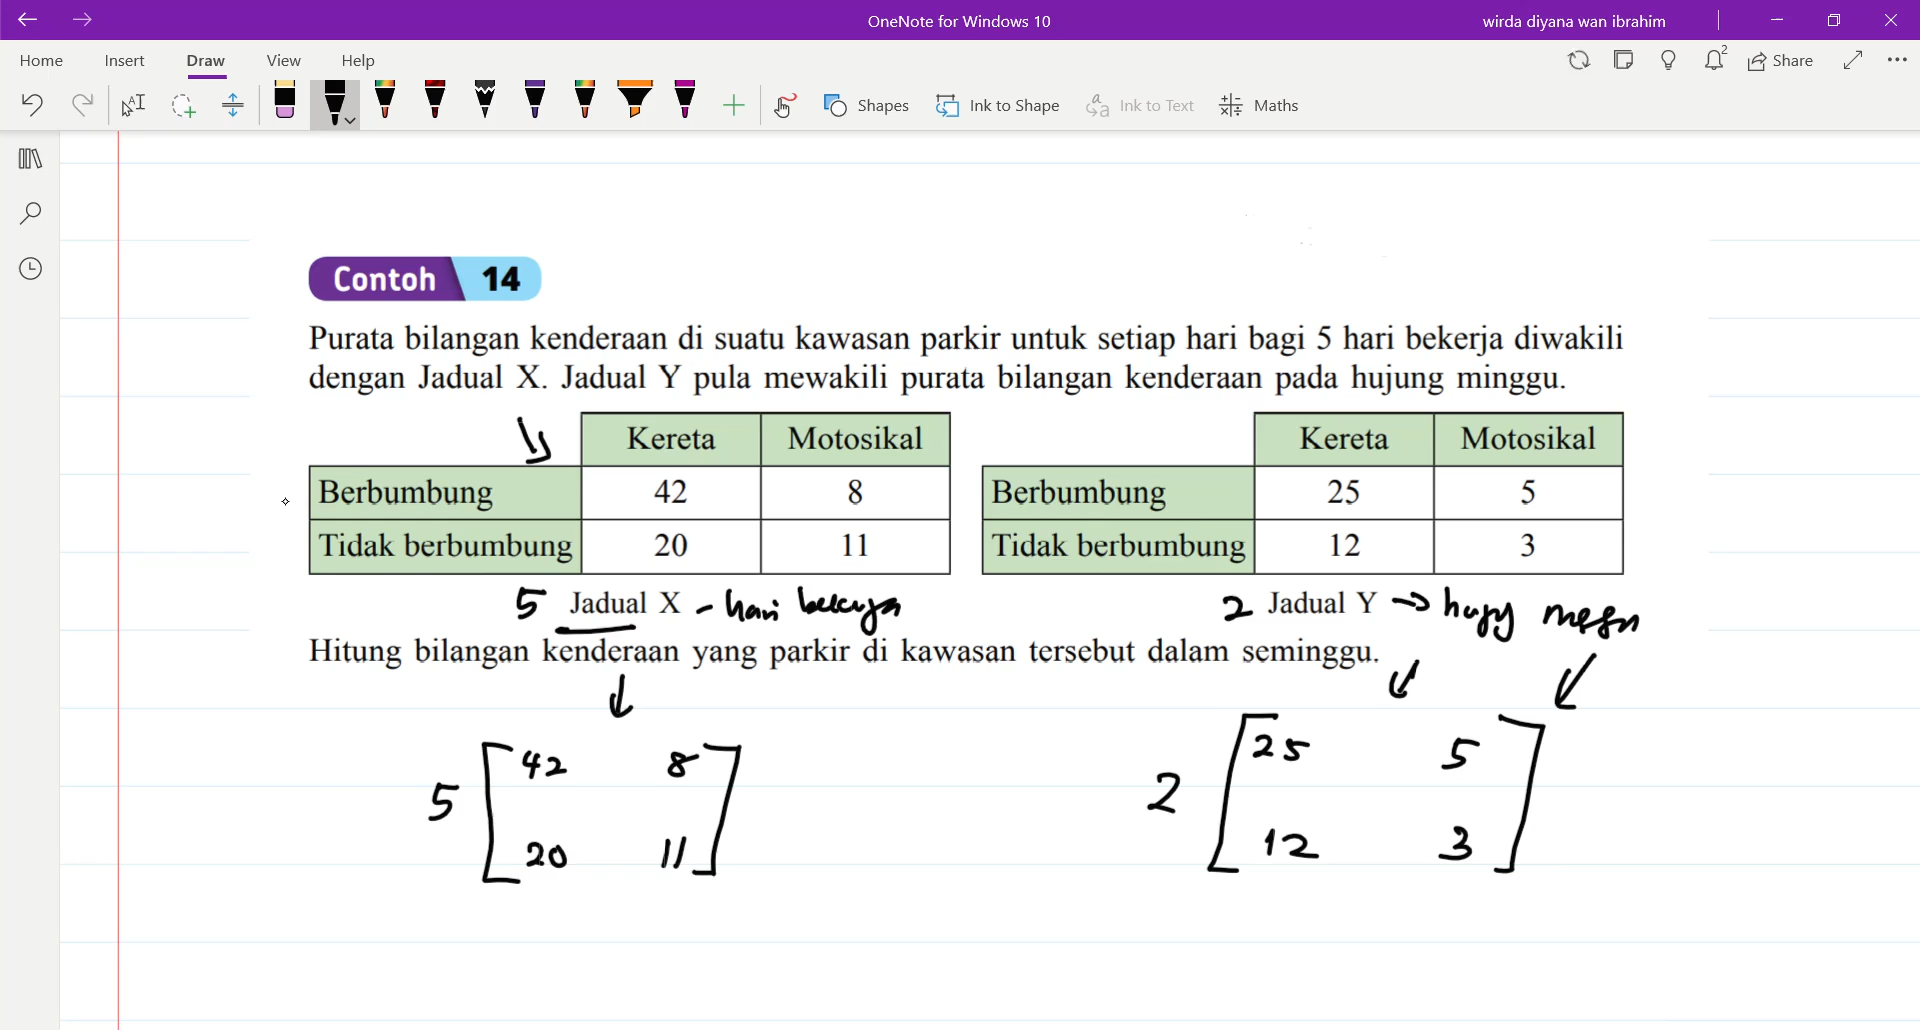 OneNote for Windows 10
wirda diyana wan ibrahim
Home Insert Draw View Help
2 Share
Shapes Ink to Shape Ink to Text Maths
Contoh 14
Purata bilangan kenderaan di suatu kawasan parkir untuk setiap hari bagi 5 hari bekerja diwakili
dengan Jadual X. Jadual Y pula mewakili purata bilangan kenderaan pada hujung minggu.
Kereta Motosikal
Berbumbung 42 8
Tidak berbumbung 20 11
Kereta Motosikal
Berbumbung 25 5
Tidak berbumbung 12 3
5 Jadual X - hari bekerja
2 Jadual Y →
Hitung bilangan kenderaan yang parkir di kawasan tersebut dalam seminggu.
5 [42 8
20 11]
2 [25 5
12 3]